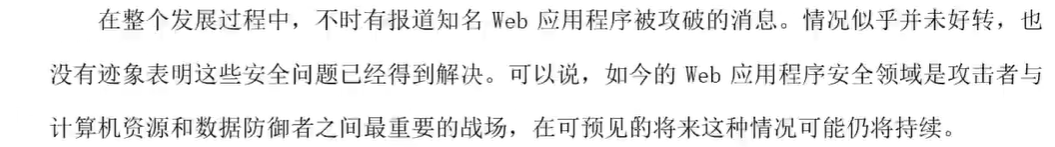 在整个发展过程中，不时有报道知名 Web 应用程序被攻破的消息。情况似乎并未好转，也
没有迹象表明这些安全问题已经得到解决。可以说，如今的 Web 应用程序安全领域是攻击者与
计算机资源和数据防御者之间最重要的战场，在可预见的将来这种情况可能仍将持续。